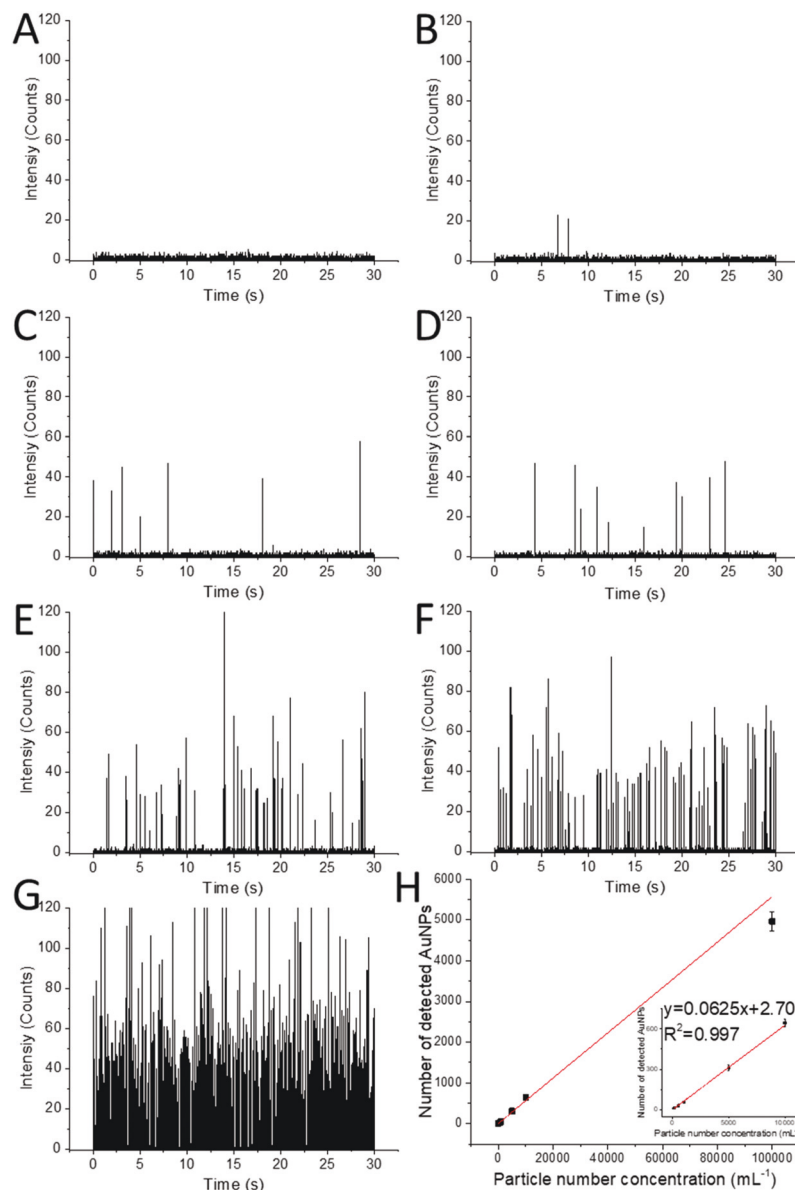 A
120
100
80
60
40
20
0
Intensiy (Counts)
0 5 10 15 20 25 30
Time (s)
B
120
100
80
60
40
20
0
Intensiy (Counts)
0 5 10 15 20 25 30
Time (s)
C
120
100
80
60
40
20
0
Intensiy (Counts)
0 5 10 15 20 25 30
Time (s)
D
120
100
80
60
40
20
0
Intensiy (Counts)
0 5 10 15 20 25 30
Time (s)
E
120
100
80
60
40
20
0
Intensiy (Counts)
0 5 10 15 20 25 30
Time (s)
F
120
100
80
60
40
20
0
Intensiy (Counts)
0 5 10 15 20 25 30
Time (s)
G
120
100
80
60
40
20
0
Intensiy (Counts)
0 5 10 15 20 25 30
Time (s)
H
6000
5000
4000
3000
2000
1000
0
Number of detected AuNPs
0 20000 40000 60000 80000 100000
Particle number concentration (mL⁻¹)
y=0.0625x+2.70
R²=0.997
600
300
0
Number of detected AuNPs
0 5000 10000
Particle number concentration (mL